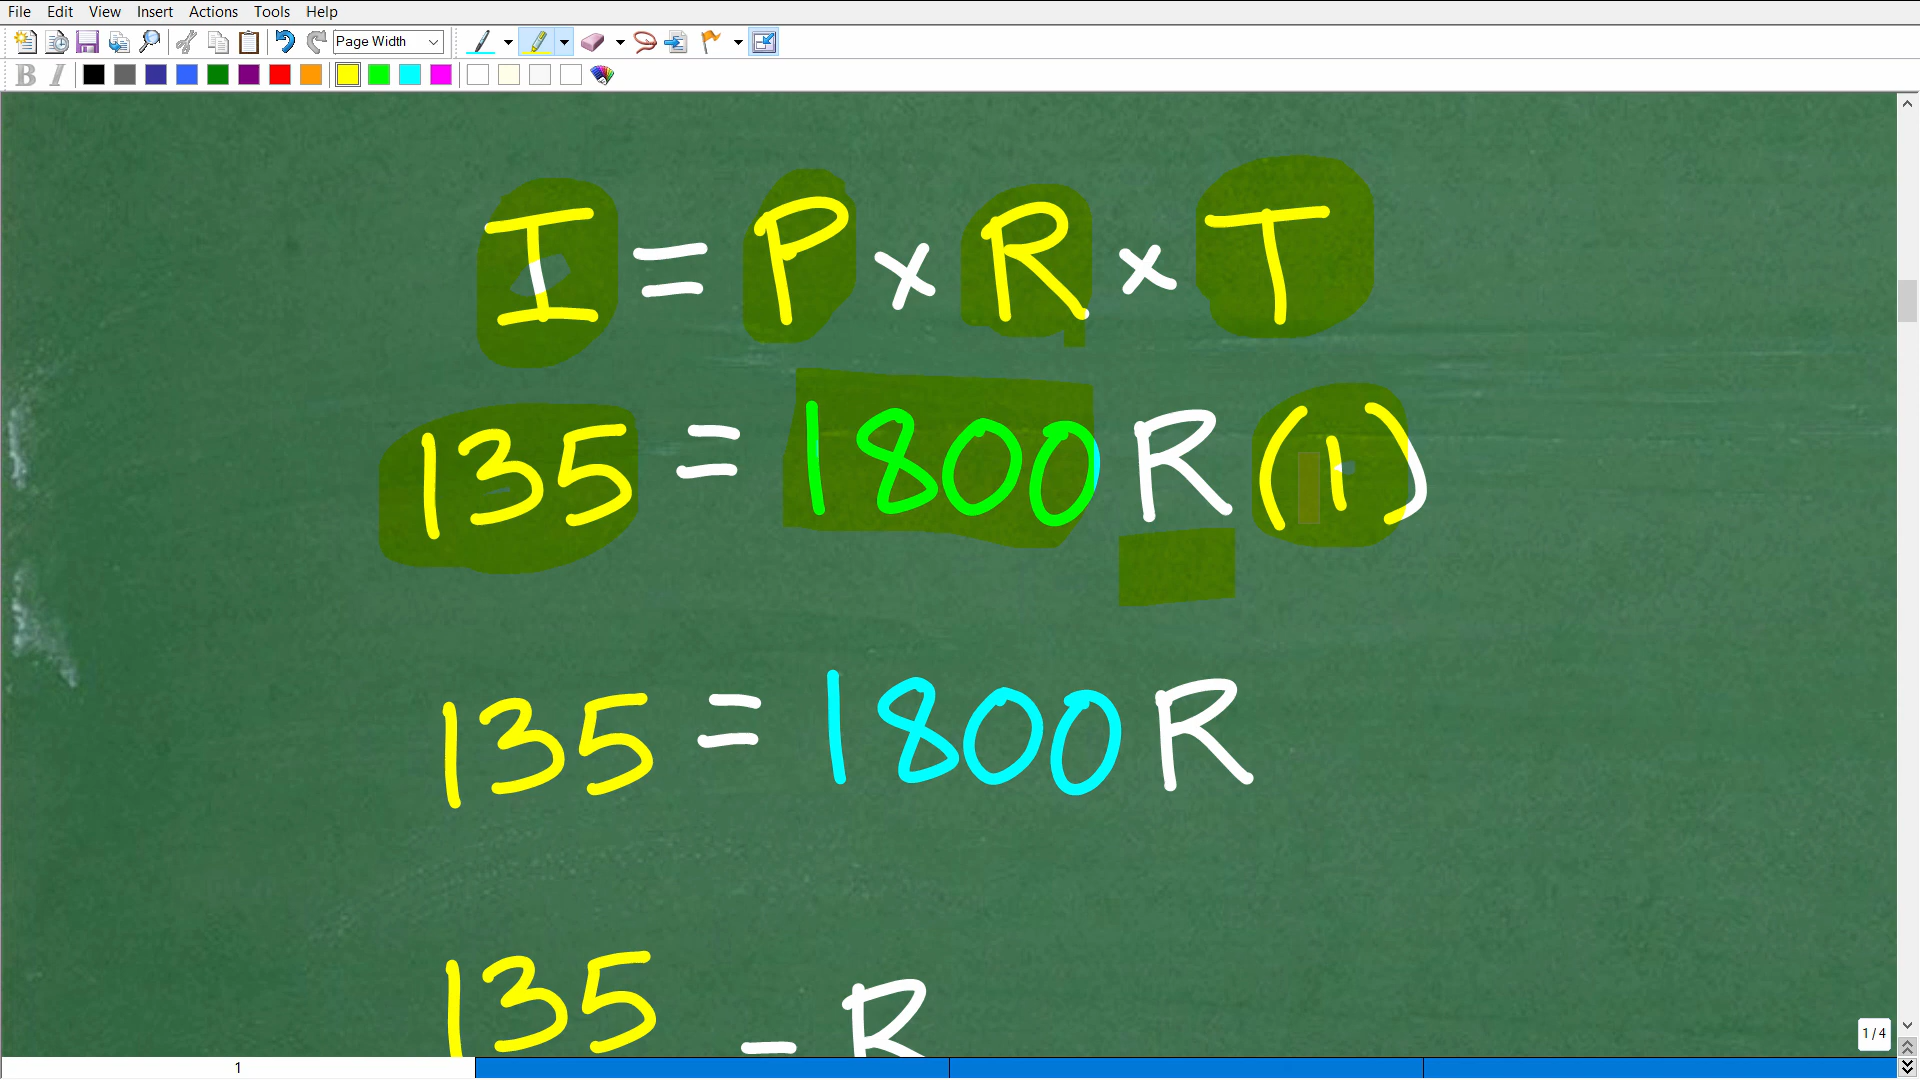 File Edit View Insert Actions Tools Help
Page Width
B I
I = P x R x T
135 = 1800 R (1)
135 = 1800 R
135 = R
1 / 4
1